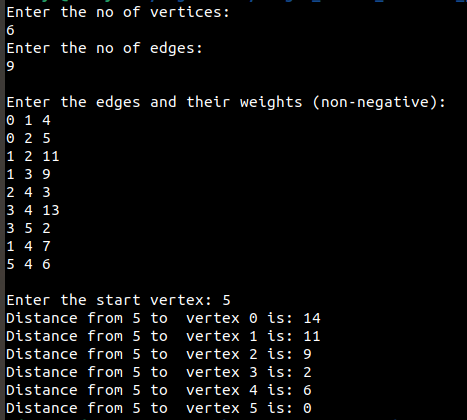 Enter the no of vertices:
6
Enter the no of edges:
9
Enter the edges and their weights (non-negative):
0 1 4
0 2 5
1 2 11
1 3 9
2 4 3
3 4 13
3 5 2
1 4 7
5 4 6
Enter the start vertex: 5
Distance from 5 to  vertex 0 is: 14
Distance from 5 to  vertex 1 is: 11
Distance from 5 to  vertex 2 is: 9
Distance from 5 to  vertex 3 is: 2
Distance from 5 to  vertex 4 is: 6
Distance from 5 to  vertex 5 is: 0